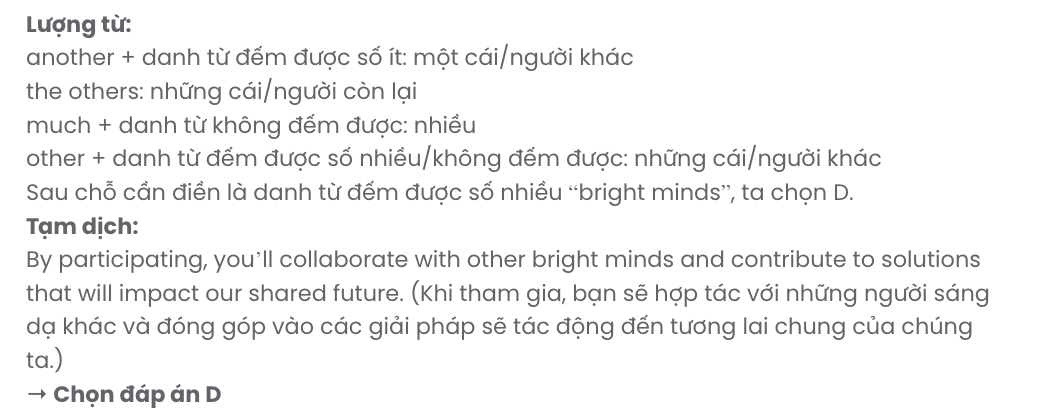 Lượng từ:
another + danh từ đếm được số ít: một cái/người khác
the others: những cái/người còn lại
much + danh từ không đếm được: nhiều
other + danh từ đếm được số nhiều/không đếm được: những cái/người khác
Sau chỗ cần điền là danh từ đếm được số nhiều “bright minds”, ta chọn D.
Tạm dịch:
By participating, you’ll collaborate with other bright minds and contribute to solutions
that will impact our shared future. (Khi tham gia, bạn sẽ hợp tác với những người sáng
dạ khác và đóng góp vào các giải pháp sẽ tác động đến tương lai chung của chúng
ta.)
→ Chọn đáp án D